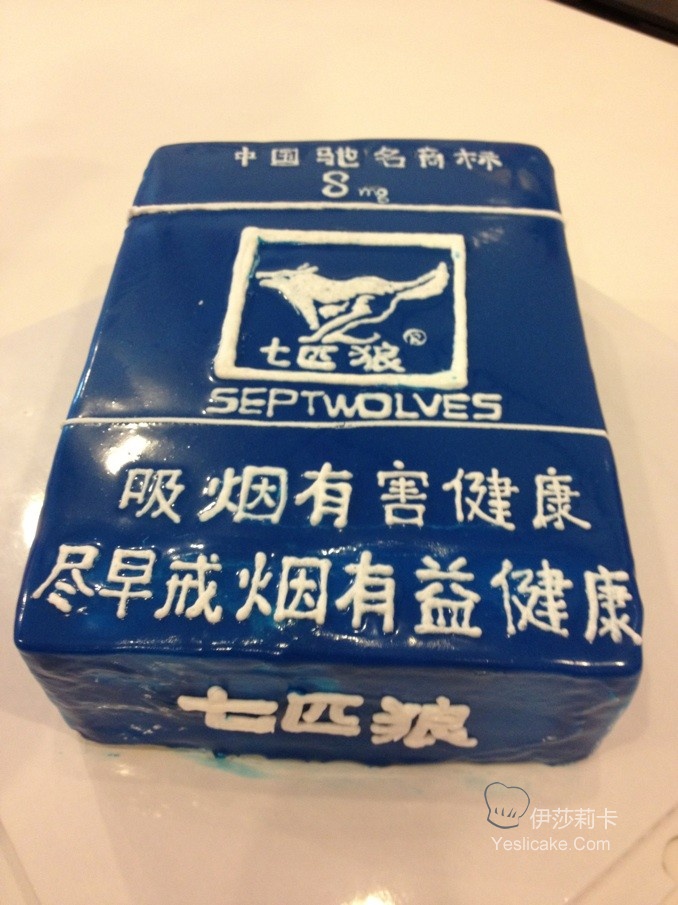 中国驰名商标
8mg
七匹狼®
SEPTWOLVES
吸烟有害健康
尽早戒烟有益健康
七匹狼
伊莎莉卡
Yeslicake.Com